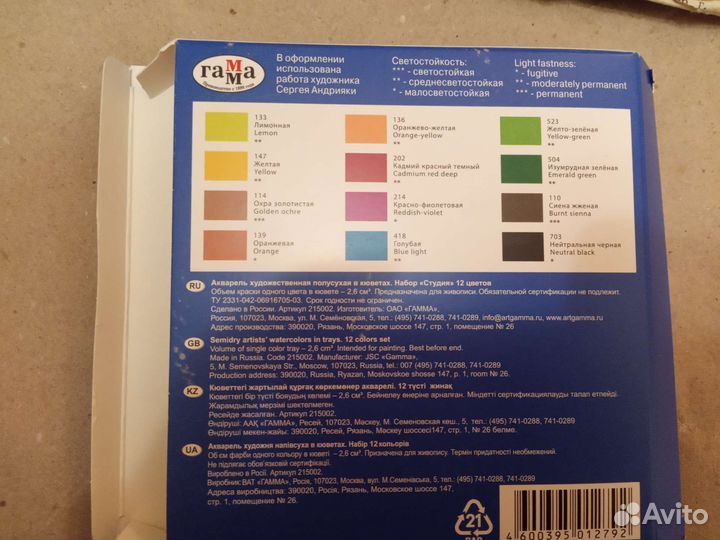 гамма
Производство с 1886 года
В оформлении
использована
работа художника
Сергея Андрияки
Светостойкость:
*** - светостойкая
** - среднесветостойкая
* - малосветостойкая
Light fastness:
* - fugitive
** - moderately permanent
*** - permanent
133
Лимонная
Lemon
**
147
Желтая
Yellow
**
114
Охра золотистая
Golden ochre
***
139
Оранжевая
Orange
*
136
Оранжево-желтая
Orange-yellow
**
202
Кадмий красный темный
Cadmium red deep
**
214
Красно-фиолетовая
Reddish-violet
*
418
Голубая
Blue light
**
523
Желто-зелёная
Yellow-green
**
504
Изумрудная зелёная
Emerald green
**
110
Сиена жженая
Burnt sienna
***
703
Нейтральная черная
Neutral black
*
RU
Акварель художественная полусухая в кюветах. Набор «Студия» 12 цветов
Объем краски одного цвета в кювете – 2,6 см³. Предназначена для живописи. Обязательной сертификации не подлежит.
ТУ 2331-042-06916705-03. Срок годности не ограничен.
Сделано в России. Артикул 215002. Изготовитель: ОАО «ГАММА».
Россия, 107023, Москва, ул. М. Семёновская, 5, тел.: (495) 741-0289, (495) 741-0288, http://www.artgamma.ru, www.artgamma.ru
Адрес производства: 390020, Рязань, Московское шоссе 147, стр. 1, помещение № 26
GB
Semidry artists' watercolors in trays. 12 colors set
Volume of single color tray – 2,6 cm³. Intended for painting. Best before end.
Made in Russia. Code 215002. Manufacturer: JSC «Gamma»,
5, M. Semenovskaya Str., Moscow, 107023, Russia, tel.: (495) 741-0288, 741-0289
Production address: 390020, Russia, Ryazan, Moskovskoe shosse 147, p. 1, room № 26.
KZ
Кюветтегі жартылай құрғақ көркемөнер акварелі. 12 түсті жинақ
Кюветтегі бір түсті бояудың көлемі – 2,6 см³. Бейнелеу өнеріне арналған. Міндетті сертификациялауды талап етпейді.
Жарамдылық мерзімі шектелмеген.
Ресейде жасалған. Артикул 215002.
Өндіруші: ААҚ «ГАММА», Ресей, 107023, Мәскеу, М. Семеновская кеш., 5, тел.: (495) 741-0288, 741-0289
Өндіруші мекен-жайы: 390020, Ресей, Рязань, Мәскеу шоссеі147, стр. 1, № 26 бөлме.
UA
Акварель художня напівсуха в кюветах. Набір 12 кольорів
Об єм фарби одного кольору в кюветі – 2,6 см³. Призначена для живопису. Термін придатності необмежений.
Не підлягає обов'язковій сертифікації.
Вироблено в Росії. Артикул 215002.
Виробник: ВАТ «ГАММА», Росія, 107023, Москва, вул. М.Семенівська, 5, тел.: (495) 741-0288, 741-0289
Адреса виробництва: 390020, Росія, Рязань, Московське шоссе 147,
стр. 1, помещение № 26.
21
PAP
4 600395 012792
Avito